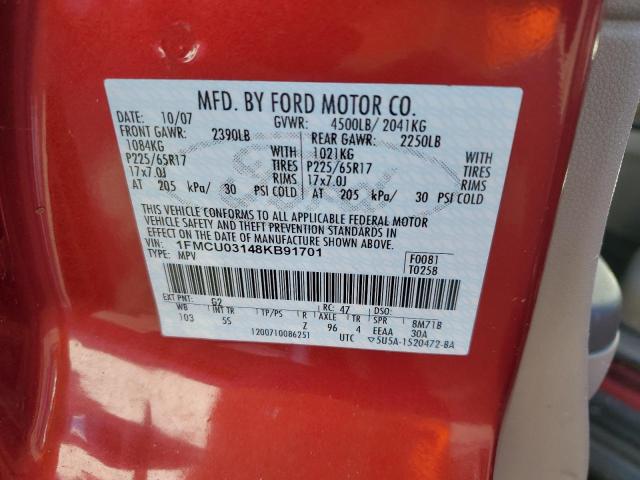 MFD. BY FORD MOTOR CO.
DATE: 10/07 GVWR: 4500LB/ 2041KG
FRONT GAWR: 2390LB REAR GAWR: 2250LB
1084KG WITH 1021KG WITH
P225/65R17 TIRES P225/65R17 TIRES
17x7.0J RIMS 17x7.0J RIMS
AT 205 kPa/ 30 PSI COLD AT 205 kPa/ 30 PSI COLD
THIS VEHICLE CONFORMS TO ALL APPLICABLE FEDERAL MOTOR
VEHICLE SAFETY AND THEFT PREVENTION STANDARDS IN
EFFECT ON THE DATE OF MANUFACTURE SHOWN ABOVE.
VIN: 1FMCU03148KB91701
TYPE: MPV
F0081
T0258
EXT PNT: G2 RC: 47 DSO:
WB INT TR TP/PS R AXLE TR SPR 8M71B
103 5S Z 96 4 EEAA 30A
1200710086251 UTC ▽5U5A-1520472-BA
Ford